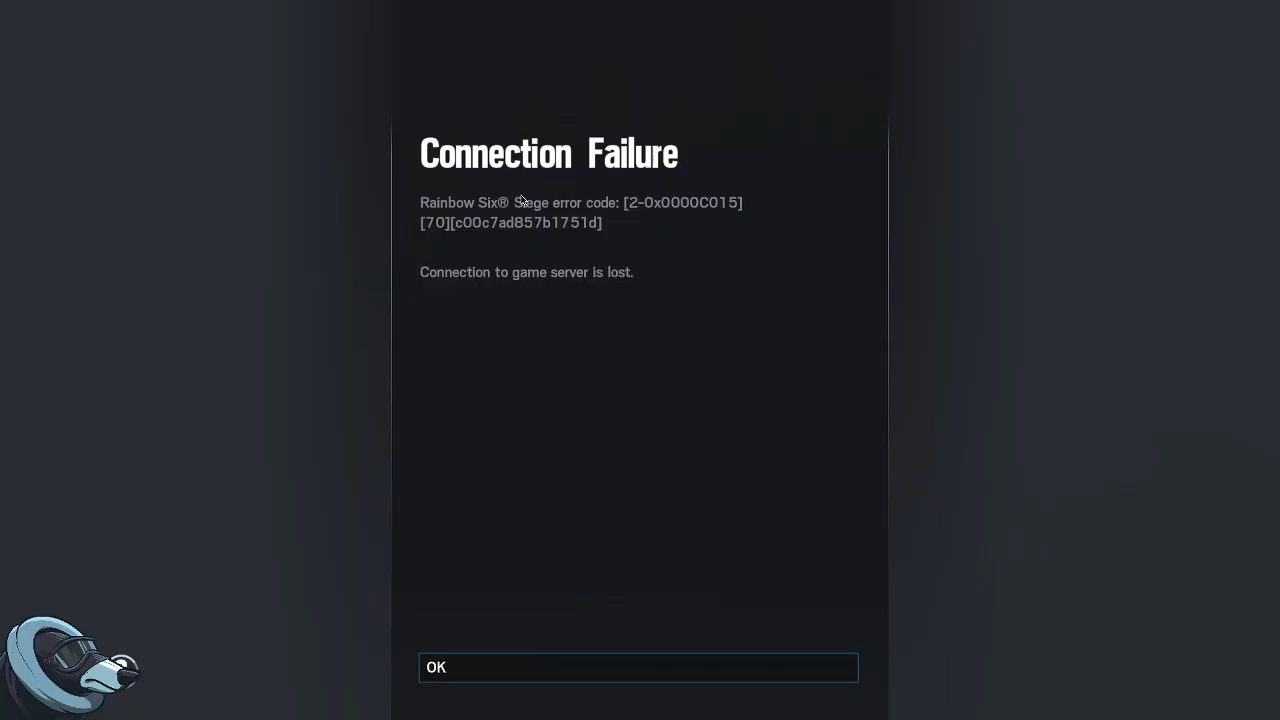 Connection Failure
Rainbow Six® Siege error code: [2-0x0000C015]
[70][c00c7ad857b1751d]
Connection to game server is lost.
OK